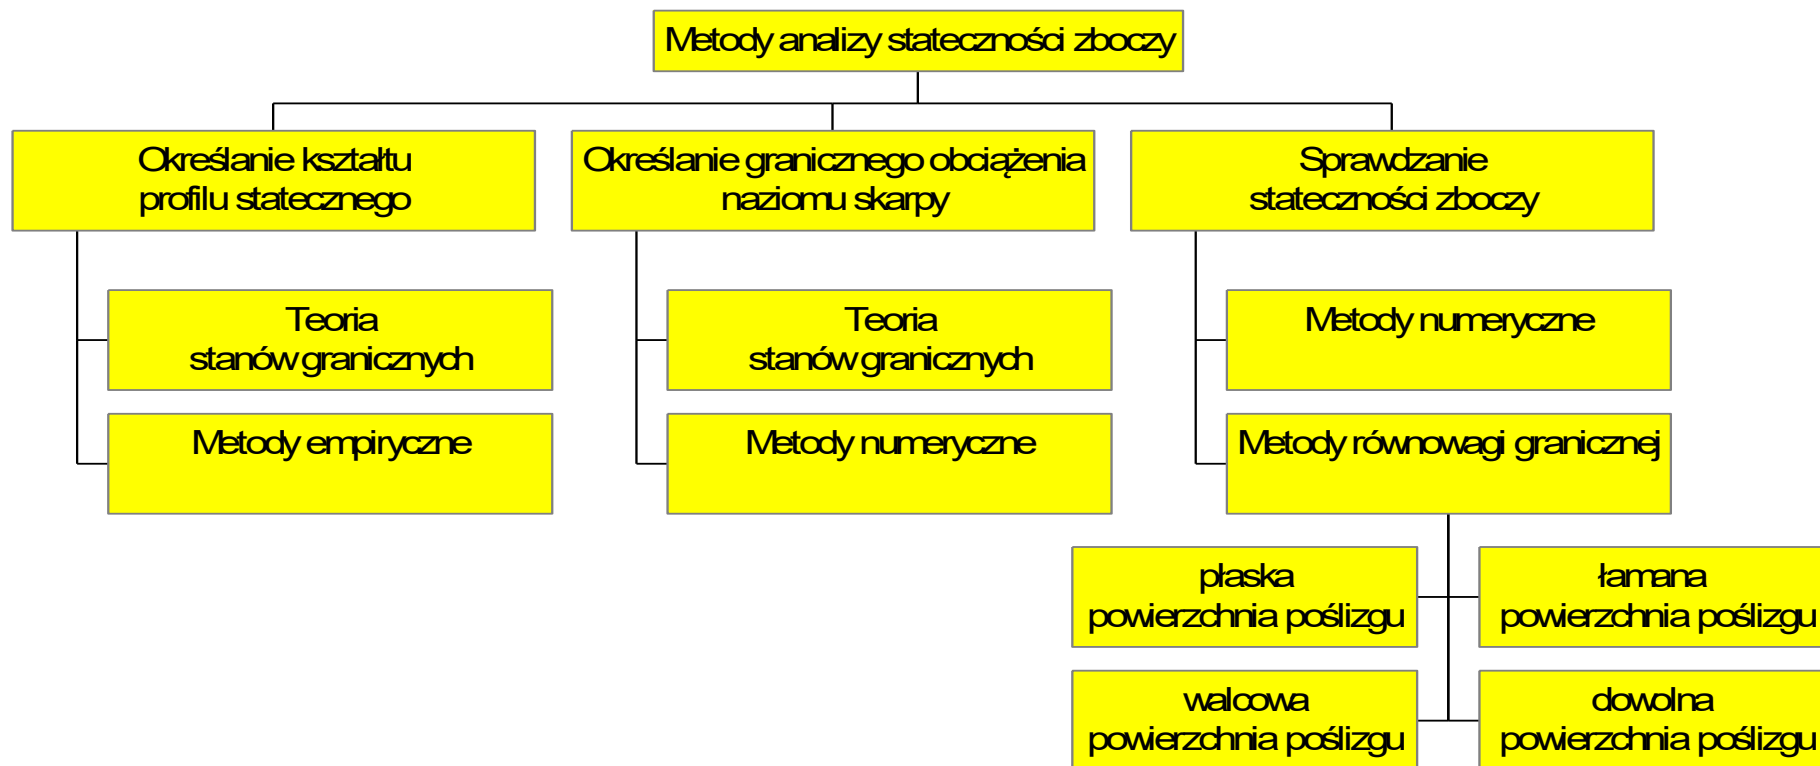 Metody analizy stateczności zboczy
Określanie kształtu
profilu statecznego
Określanie granicznego obciążenia
naziomu skarpy
Sprawdzanie
stateczności zboczy
Teoria
stanów granicznych
Teoria
stanów granicznych
Metody numeryczne
Metody empiryczne
Metody numeryczne
Metody równowagi granicznej
płaska
powierzchnia poślizgu
łamana
powierzchnia poślizgu
walcowa
powierzchnia poślizgu
dowolna
powierzchnia poślizgu